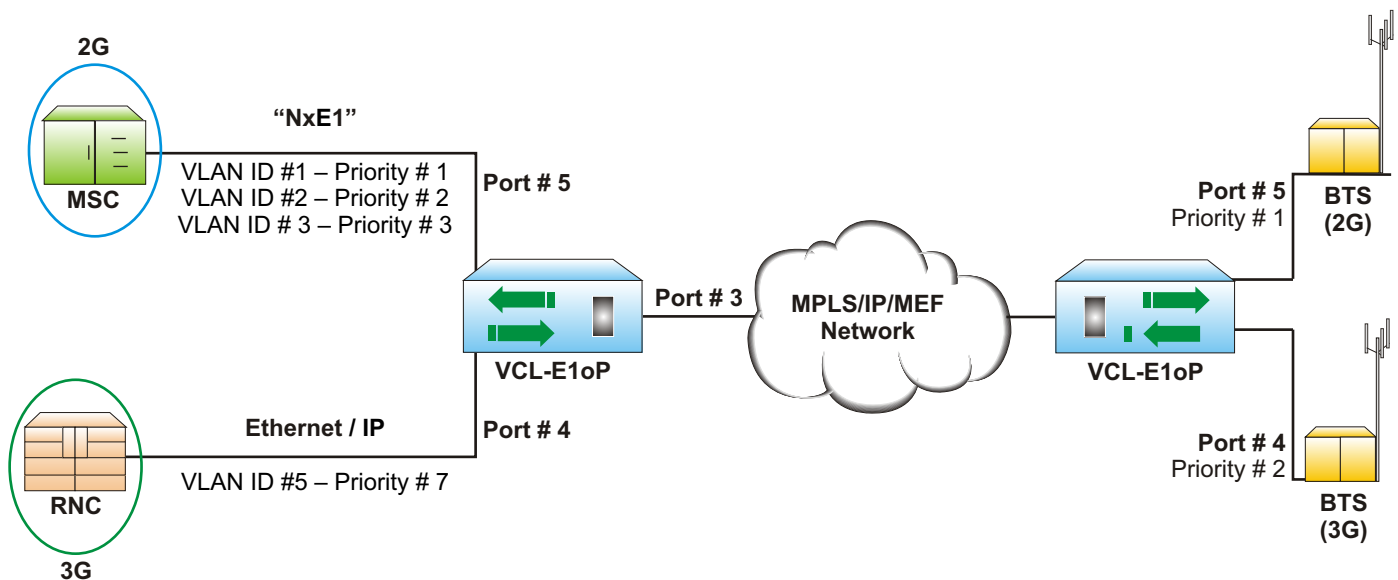 2G
“NxE1”
VLAN ID #1 – Priority # 1
VLAN ID #2 – Priority # 2
VLAN ID # 3 – Priority # 3
MSC
Port # 5
VCL-E1oP
Port # 3
MPLS/IP/MEF
Network
VCL-E1oP
Port # 5
Priority # 1
BTS
(2G)
Ethernet / IP
Port # 4
VLAN ID #5 – Priority # 7
RNC
3G
Port # 4
Priority # 2
BTS
(3G)